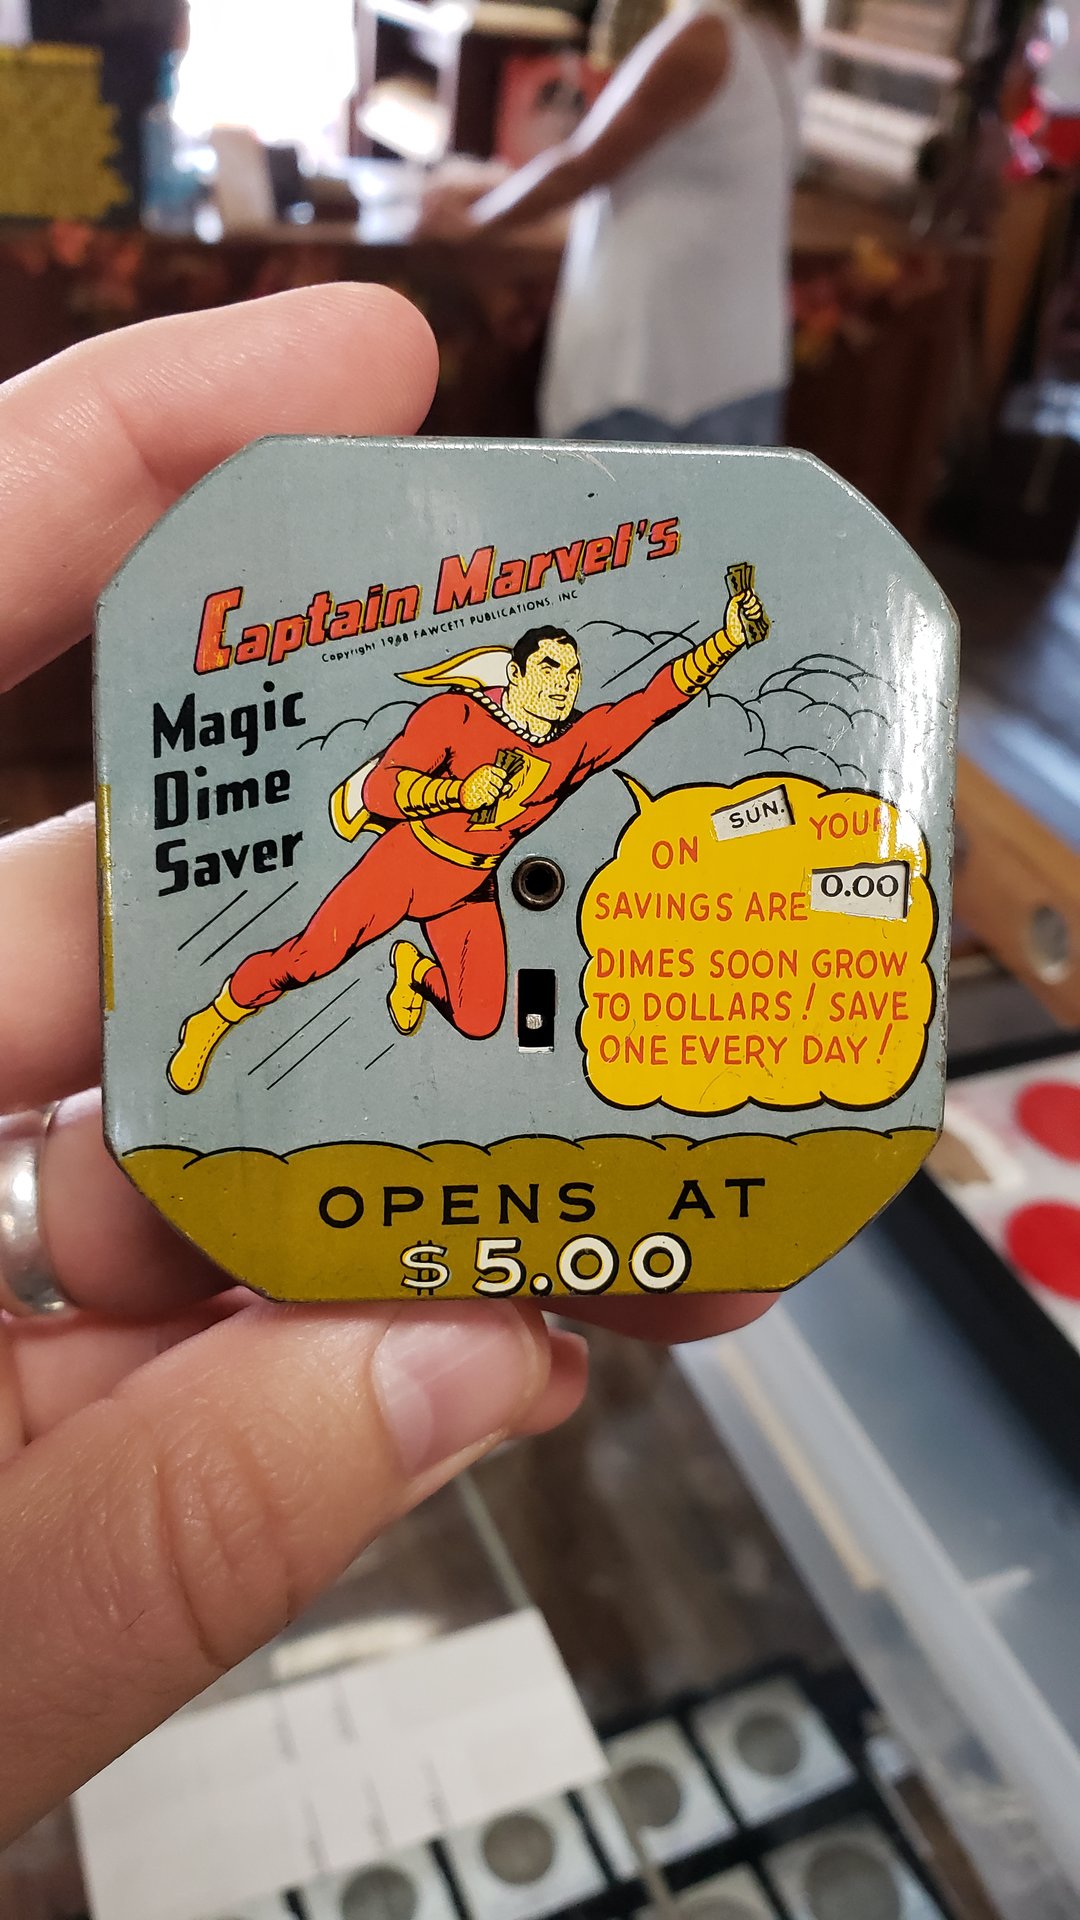 Captain Marvel's
Copyright 1948 FAWCETT PUBLICATIONS, INC
Magic
Dime
Saver
ON SUN. YOUR
SAVINGS ARE 0.00
DIMES SOON GROW
TO DOLLARS! SAVE
ONE EVERY DAY!
OPENS AT
$5.00